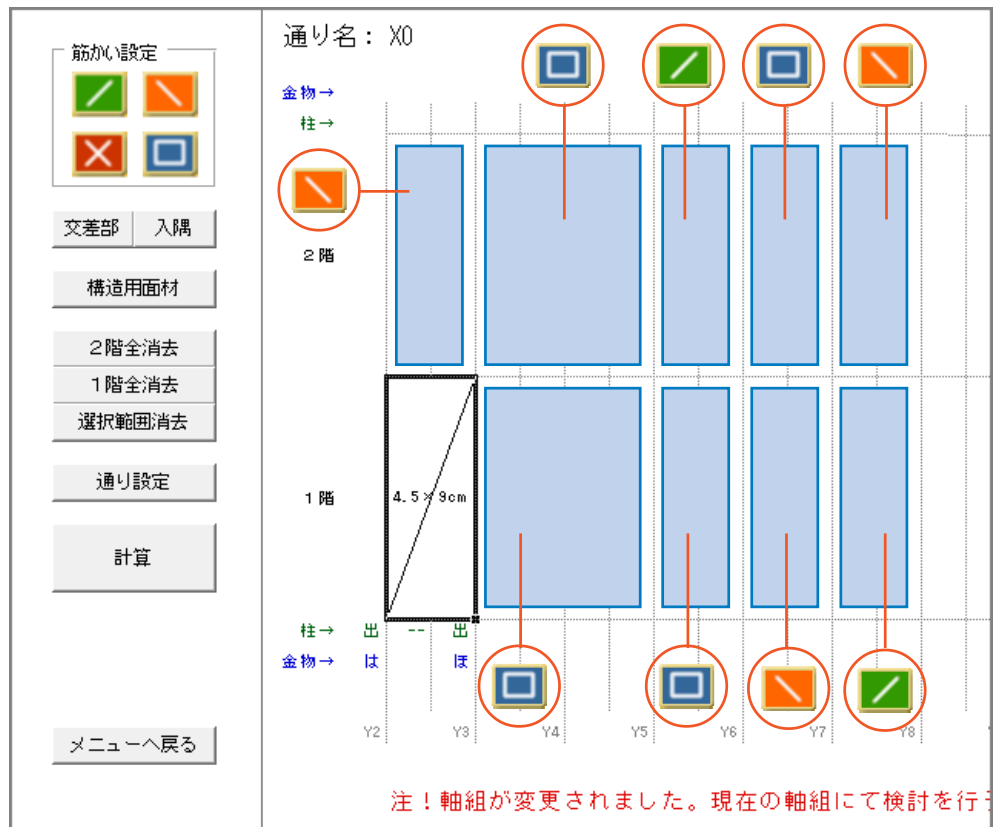 筋かい設定
交差部 入隅
構造用面材
2階全消去
1階全消去
選択範囲消去
通り設定
計算
メニューへ戻る
通り名： X0
金物→
柱→
2階
1階
4.5×9cm
柱→ 出 -- 出
金物→ は ほ
Y2 Y3 Y4 Y5 Y6 Y7 Y8
注！軸組が変更されました。現在の軸組にて検討を行